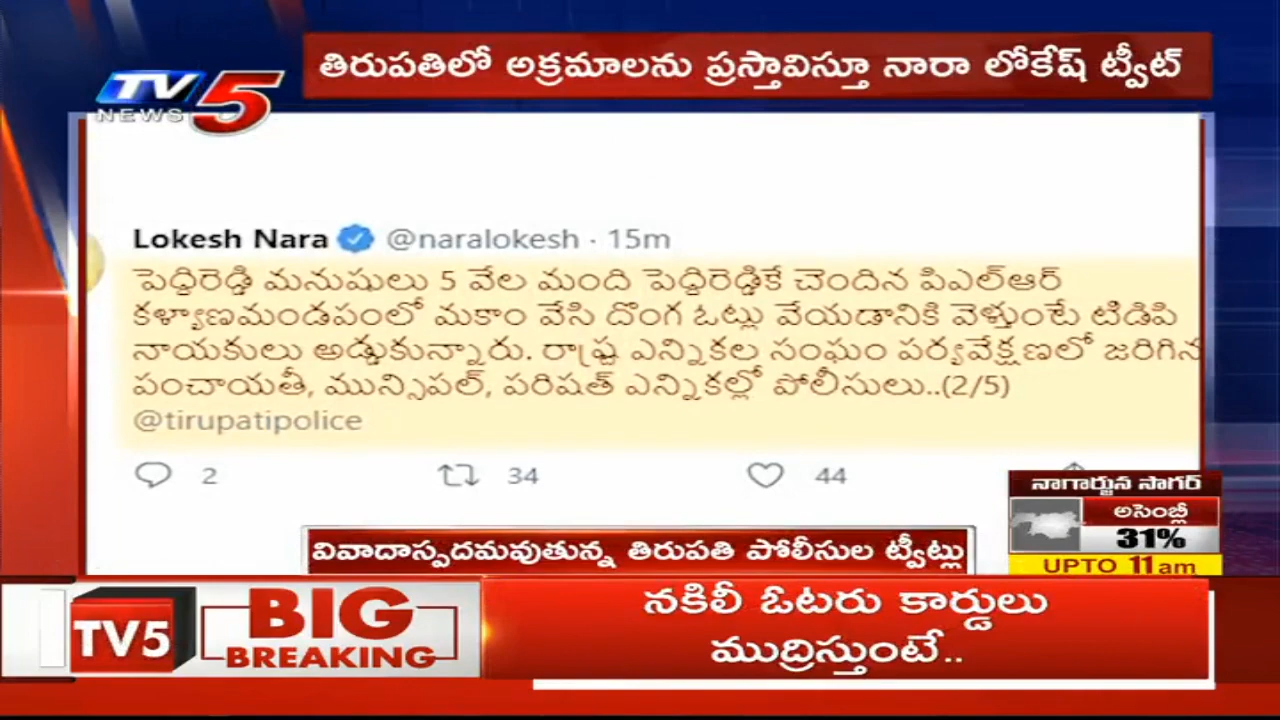 తిరుపతిలో అక్రమాలను ప్రస్తావిస్తూ నారా లోకేష్ ట్వీట్
TV5
NEWS
Lokesh Nara @naralokesh · 15m
పెద్దిరెడ్డి మనుషులు 5 వేల మంది పెద్దిరెడ్డికే చెందిన పిఎల్ఆర్
కళ్యాణమండపంలో మకాం వేసి దొంగ ఓట్లు వేయడానికి వెళ్తుంటే టిడిపి
నాయకులు అడ్డుకున్నారు. రాష్ట్ర ఎన్నికల సంఘం పర్యవేక్షణలో జరిగిన
పంచాయతీ, మున్సిపల్, పరిషత్ ఎన్నికల్లో పోలీసులు..(2/5)
@tirupatipolice
2 34 44
నాగార్జున సాగర్
అసెంబ్లీ
31%
UPTO 11am
వివాదాస్పదమవుతున్న తిరుపతి పోలీసుల ట్వీట్లు
TV5
BIG
BREAKING
నకిలీ ఓటరు కార్డులు
ముద్రిస్తుంటే..